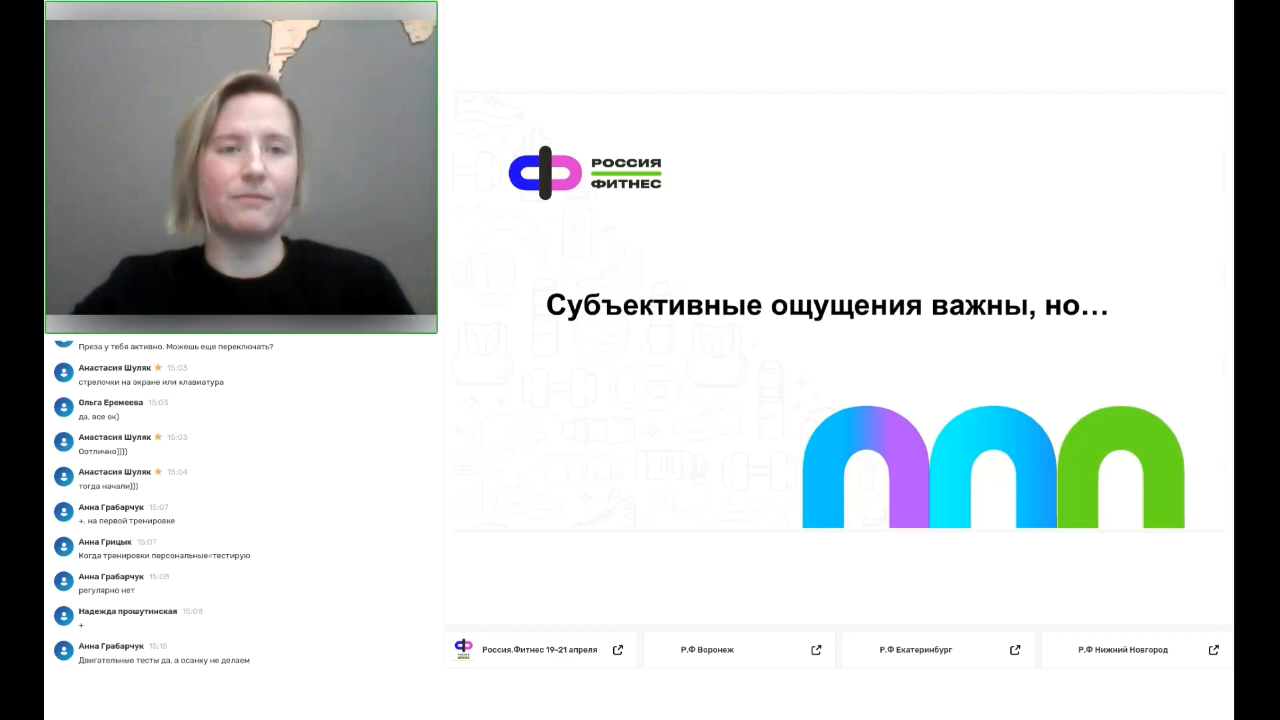 РОССИЯ
ФИТНЕС
Субъективные ощущения важны, но...
Преза у тебя активно. Можешь еще переключать?
Анастасия Шуляк 15:03
стрелочки на экране или клавиатура
Ольга Еремеева 15:03
да, все ок)
Анастасия Шуляк 15:03
Оотлично))))
Анастасия Шуляк 15:04
тогда начали)))
Анна Грабарчук 15:07
+, на первой тренировке
Анна Грицык 15:07
Когда тренировки персональные=тестирую
Анна Грабарчук 15:08
регулярно нет
Надежда прошутинская 15:08
+
Анна Грабарчук 15:15
Двигательные тесты да, а осанку не делаем
Россия.Фитнес 19-21 апреля
Р.Ф Воронеж
Р.Ф Екатеринбург
Р.Ф Нижний Новгород